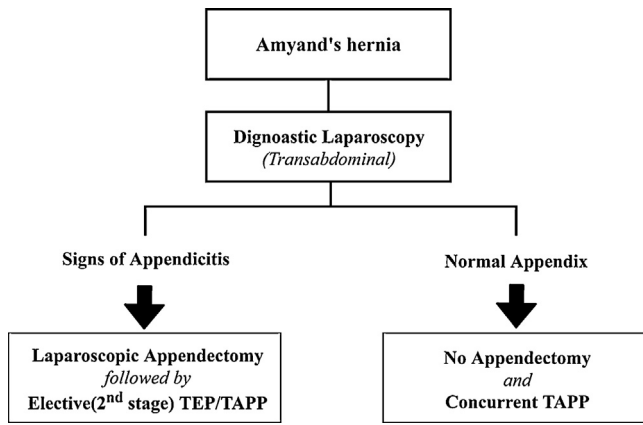 Amyand's hernia
Dignoastic Laparoscopy
(Transabdominal)
Signs of Appendicitis
Normal Appendix
Laparoscopic Appendectomy
followed by
Elective(2nd stage) TEP/TAPP
No Appendectomy
and
Concurrent TAPP